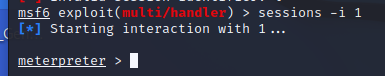 msf6 exploit(multi/handler) > sessions -i 1
[*] Starting interaction with 1...
meterpreter >